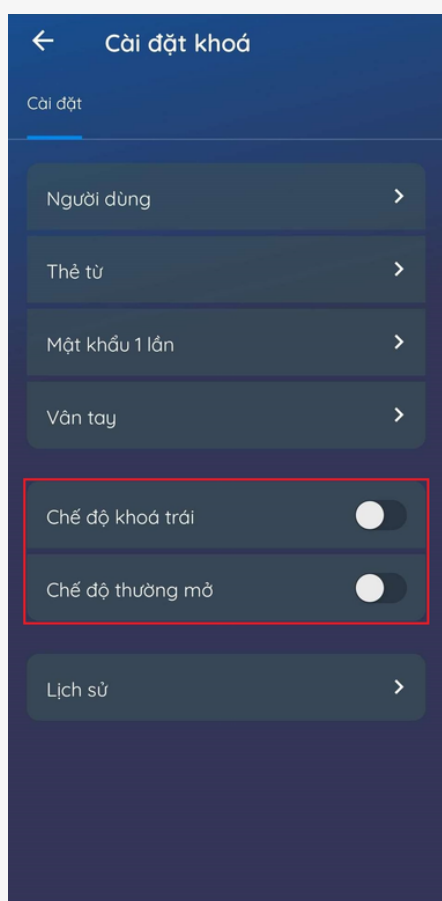 Cài đặt khoá
Cài đặt
Người dùng
Thẻ từ
Mật khẩu 1 lần
Vân tay
Chế độ khoá trái
Chế độ thường mở
Lịch sử